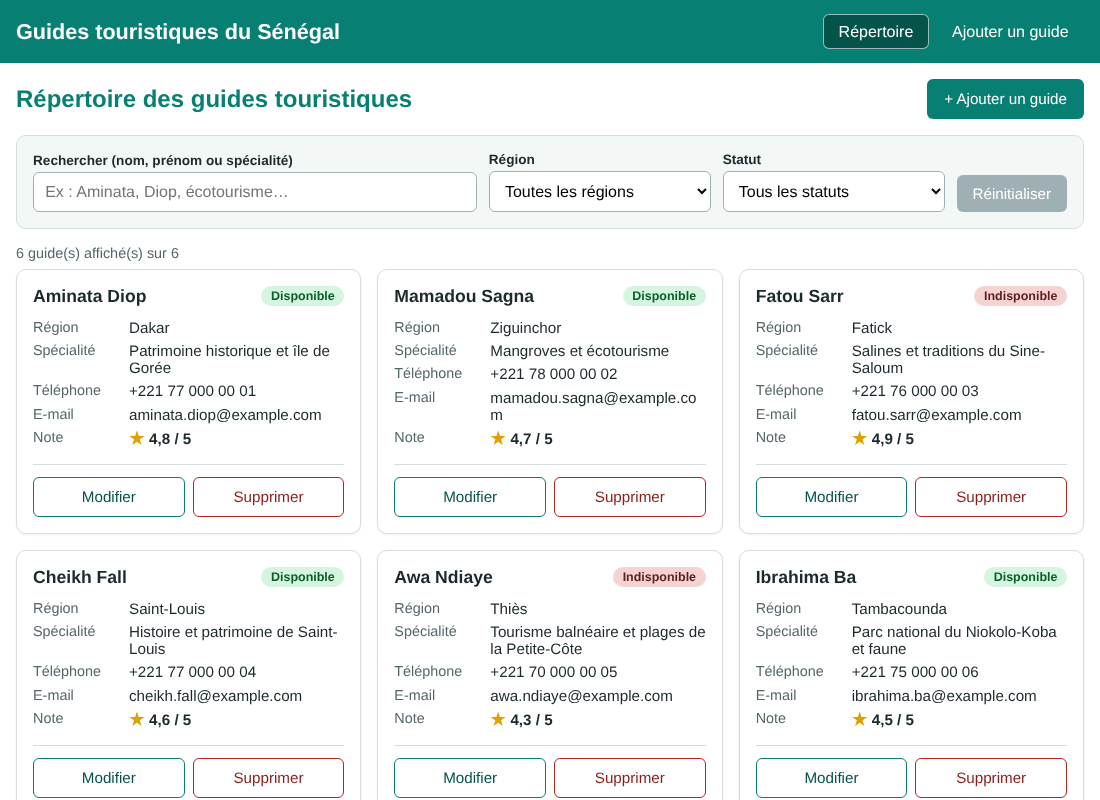 Guides touristiques du Sénégal
Répertoire
Ajouter un guide
Répertoire des guides touristiques
+ Ajouter un guide
Rechercher (nom, prénom ou spécialité)
Région
Statut
Ex : Aminata, Diop, écotourisme…
Toutes les régions
Tous les statuts
Réinitialiser
6 guide(s) affiché(s) sur 6
Aminata Diop
Disponible
Région
Dakar
Spécialité
Patrimoine historique et île de
Gorée
Téléphone
+221 77 000 00 01
E-mail
aminata.diop@example.com
Note
★ 4,8 / 5
Modifier
Supprimer
Mamadou Sagna
Disponible
Région
Ziguinchor
Spécialité
Mangroves et écotourisme
Téléphone
+221 78 000 00 02
E-mail
mamadou.sagna@example.co
m
Note
★ 4,7 / 5
Modifier
Supprimer
Fatou Sarr
Indisponible
Région
Fatick
Spécialité
Salines et traditions du Sine-
Saloum
Téléphone
+221 76 000 00 03
E-mail
fatou.sarr@example.com
Note
★ 4,9 / 5
Modifier
Supprimer
Cheikh Fall
Disponible
Région
Saint-Louis
Spécialité
Histoire et patrimoine de Saint-
Louis
Téléphone
+221 77 000 00 04
E-mail
cheikh.fall@example.com
Note
★ 4,6 / 5
Modifier
Supprimer
Awa Ndiaye
Indisponible
Région
Thiès
Spécialité
Tourisme balnéaire et plages de
la Petite-Côte
Téléphone
+221 70 000 00 05
E-mail
awa.ndiaye@example.com
Note
★ 4,3 / 5
Modifier
Supprimer
Ibrahima Ba
Disponible
Région
Tambacounda
Spécialité
Parc national du Niokolo-Koba
et faune
Téléphone
+221 75 000 00 06
E-mail
ibrahima.ba@example.com
Note
★ 4,5 / 5
Modifier
Supprimer